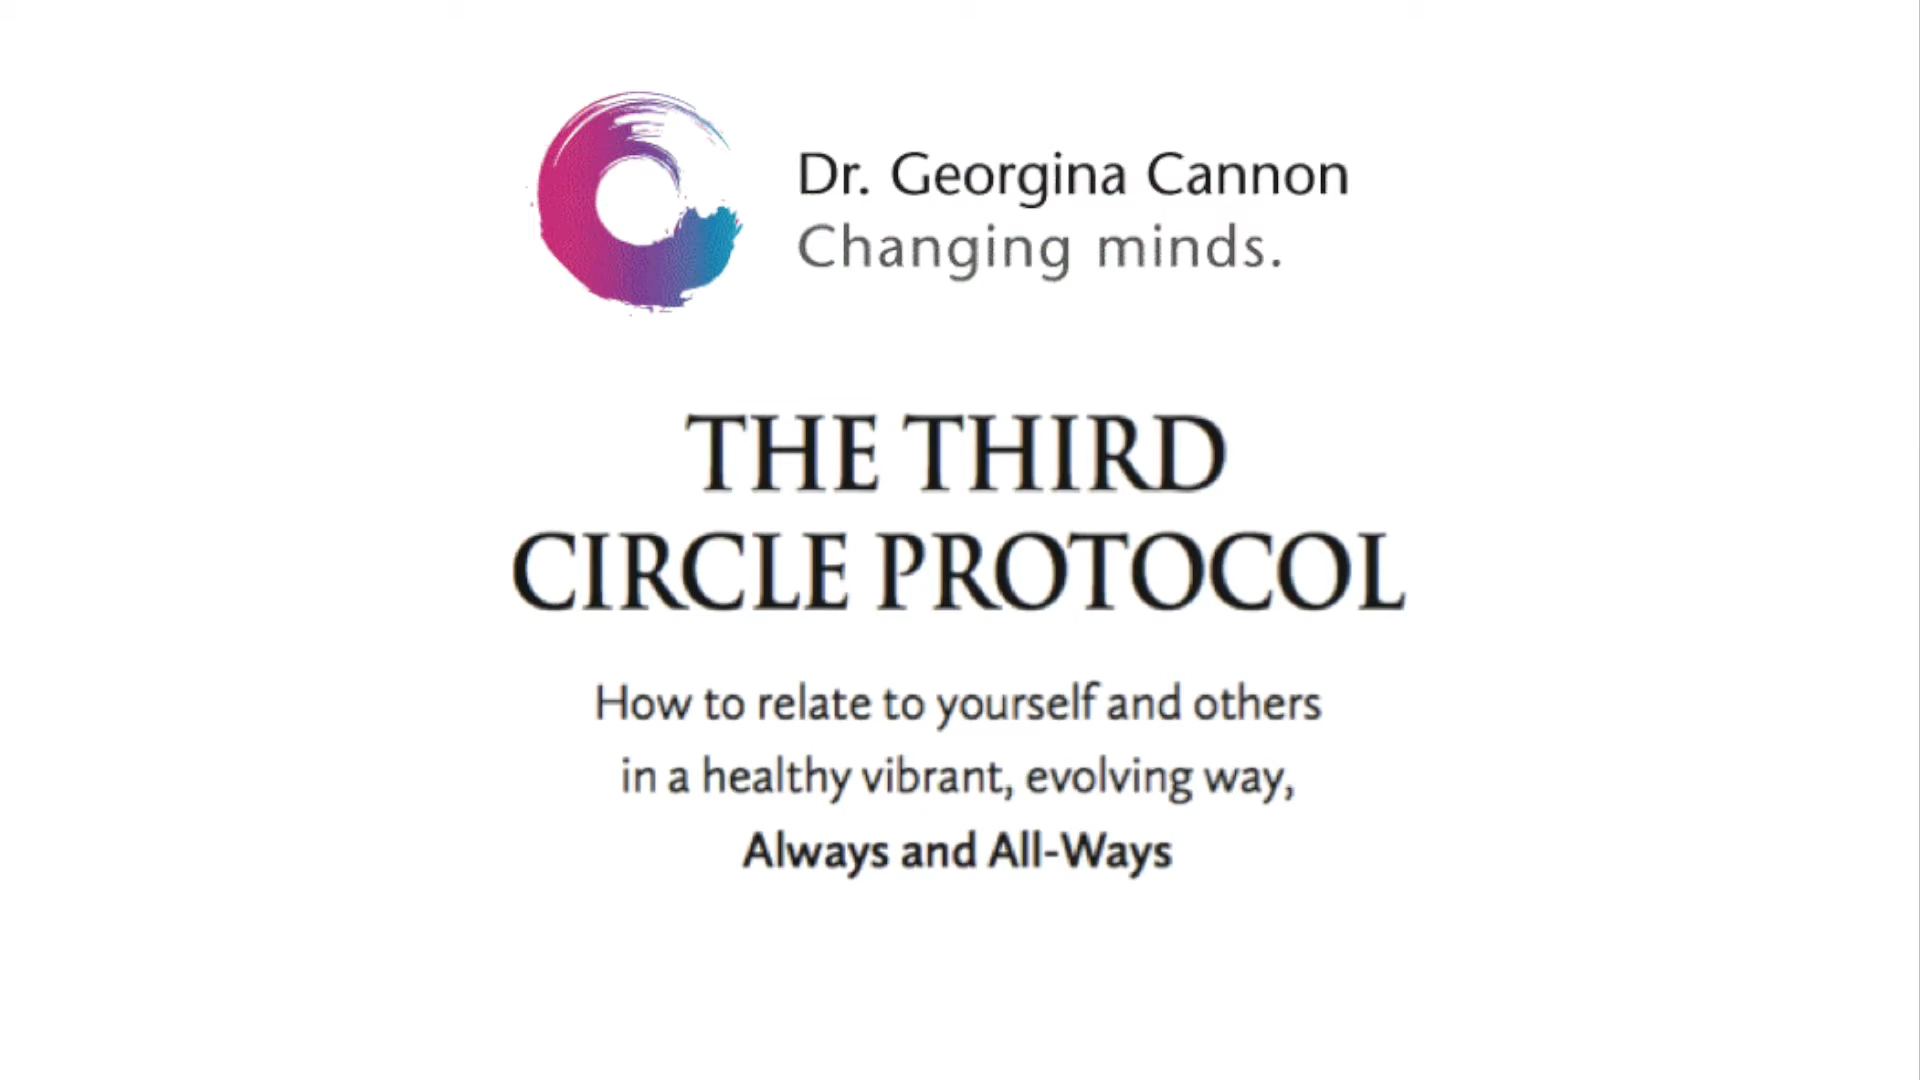 Dr. Georgina Cannon
Changing minds.
THE THIRD
CIRCLE PROTOCOL
How to relate to yourself and others
in a healthy vibrant, evolving way,
Always and All-Ways